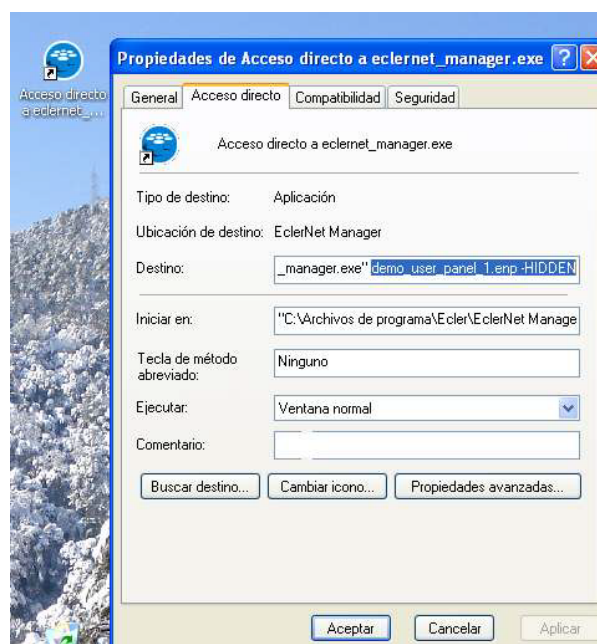 Acceso directo
a eclernet_...
Propiedades de Acceso directo a eclernet_manager.exe
General Acceso directo Compatibilidad Seguridad
Acceso directo a eclernet_manager.exe
Tipo de destino: Aplicación
Ubicación de destino: EclerNet Manager
Destino: _manager.exe" demo_user_panel_1.enp -HIDDEN
Iniciar en: "C:\Archivos de programa\Ecler\EclerNet Manage
Tecla de método
abreviado:
Ninguno
Ejecutar: Ventana normal
Comentario:
Buscar destino... Cambiar icono... Propiedades avanzadas...
Aceptar Cancelar Aplicar